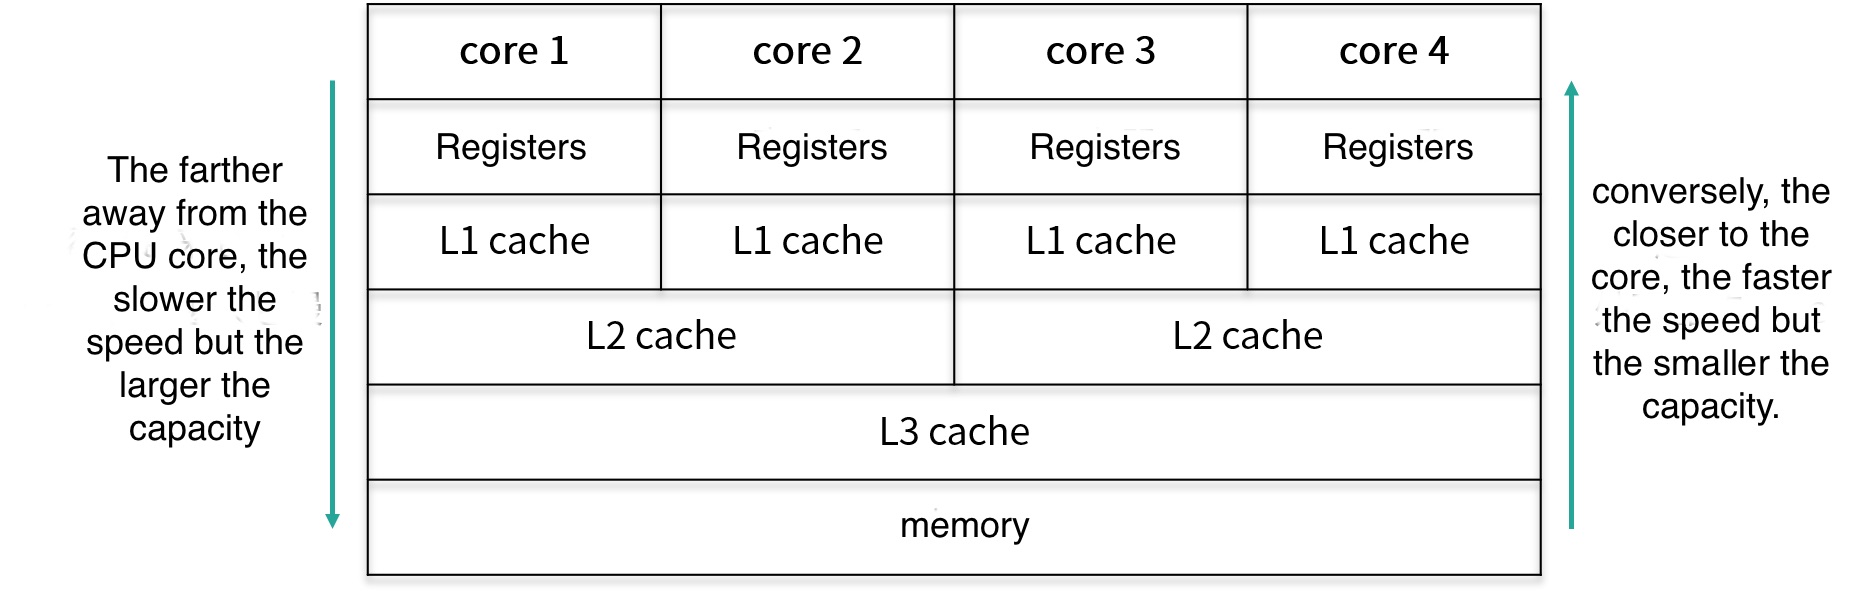 core 1 core 2 core 3 core 4
Registers Registers Registers Registers
L1 cache L1 cache L1 cache L1 cache
L2 cache L2 cache
L3 cache
memory
The farther
away from the
CPU core, the
slower the
speed but the
larger the
capacity
conversely, the
closer to the
core, the faster
the speed but
the smaller the
capacity.